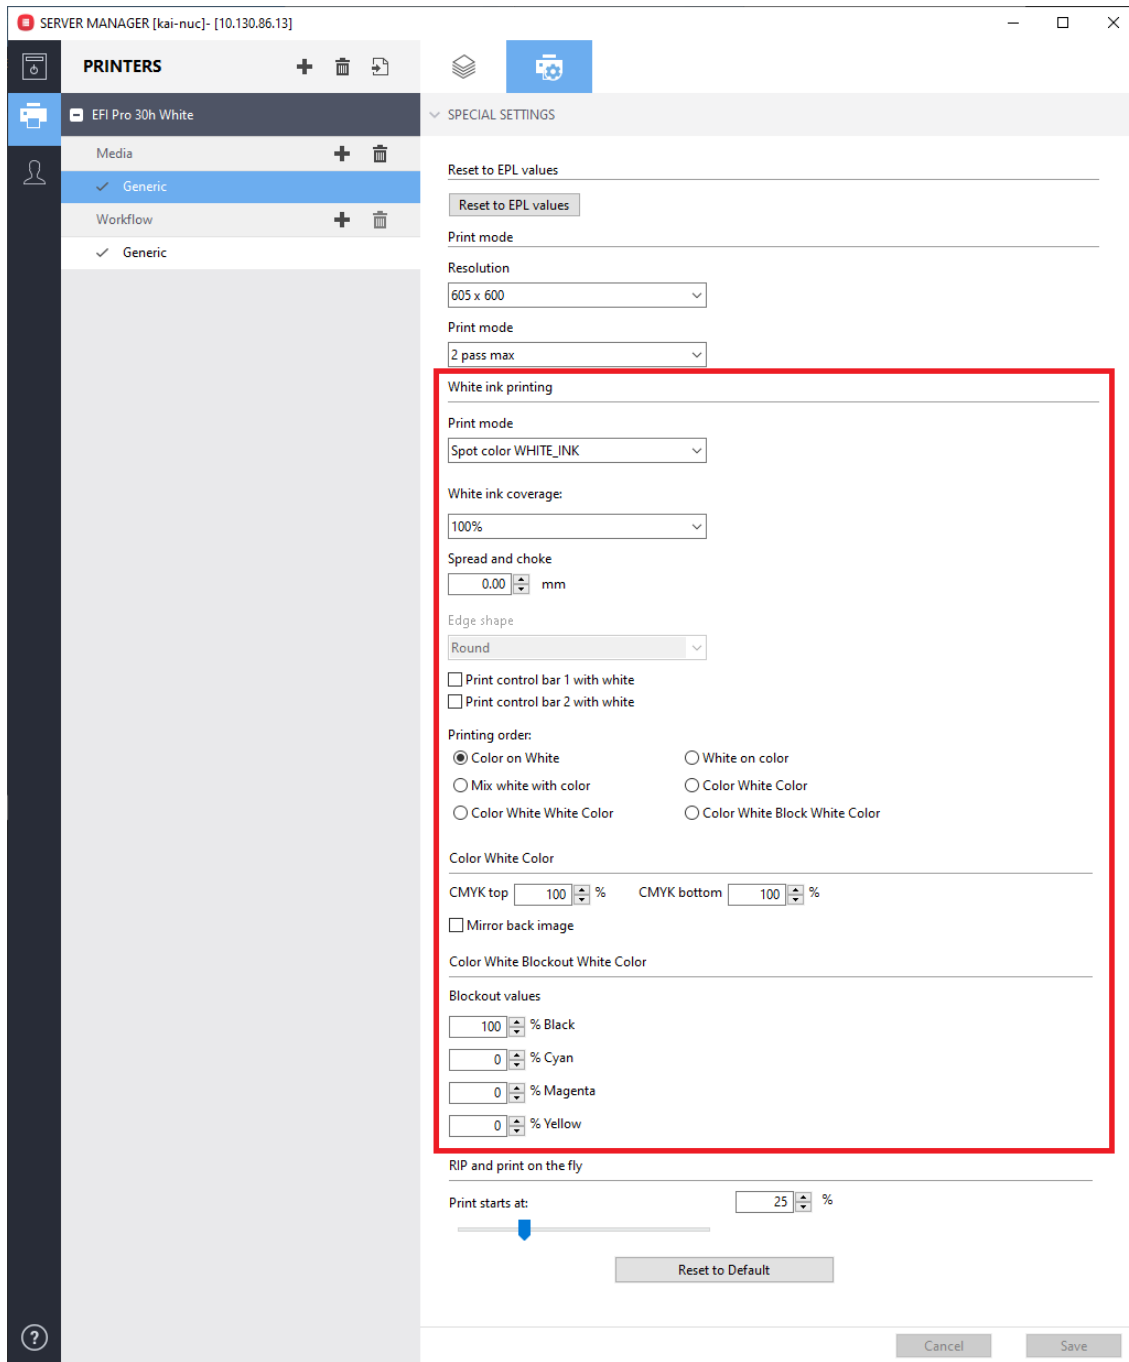 SERVER MANAGER [kai-nuc]- [10.130.86.13]
PRINTERS
EFI Pro 30h White
Media
Generic
Workflow
Generic
SPECIAL SETTINGS
Reset to EPL values
Reset to EPL values
Print mode
Resolution
605 x 600
Print mode
2 pass max
White ink printing
Print mode
Spot color WHITE_INK
White ink coverage:
100%
Spread and choke
0.00 mm
Edge shape
Round
Print control bar 1 with white
Print control bar 2 with white
Printing order:
Color on White White on color
Mix white with color Color White Color
Color White White Color Color White Block White Color
Color White Color
CMYK top 100 % CMYK bottom 100 %
Mirror back image
Color White Blockout White Color
Blockout values
100 % Black
0 % Cyan
0 % Magenta
0 % Yellow
RIP and print on the fly
Print starts at: 25 %
Reset to Default
?
Cancel Save